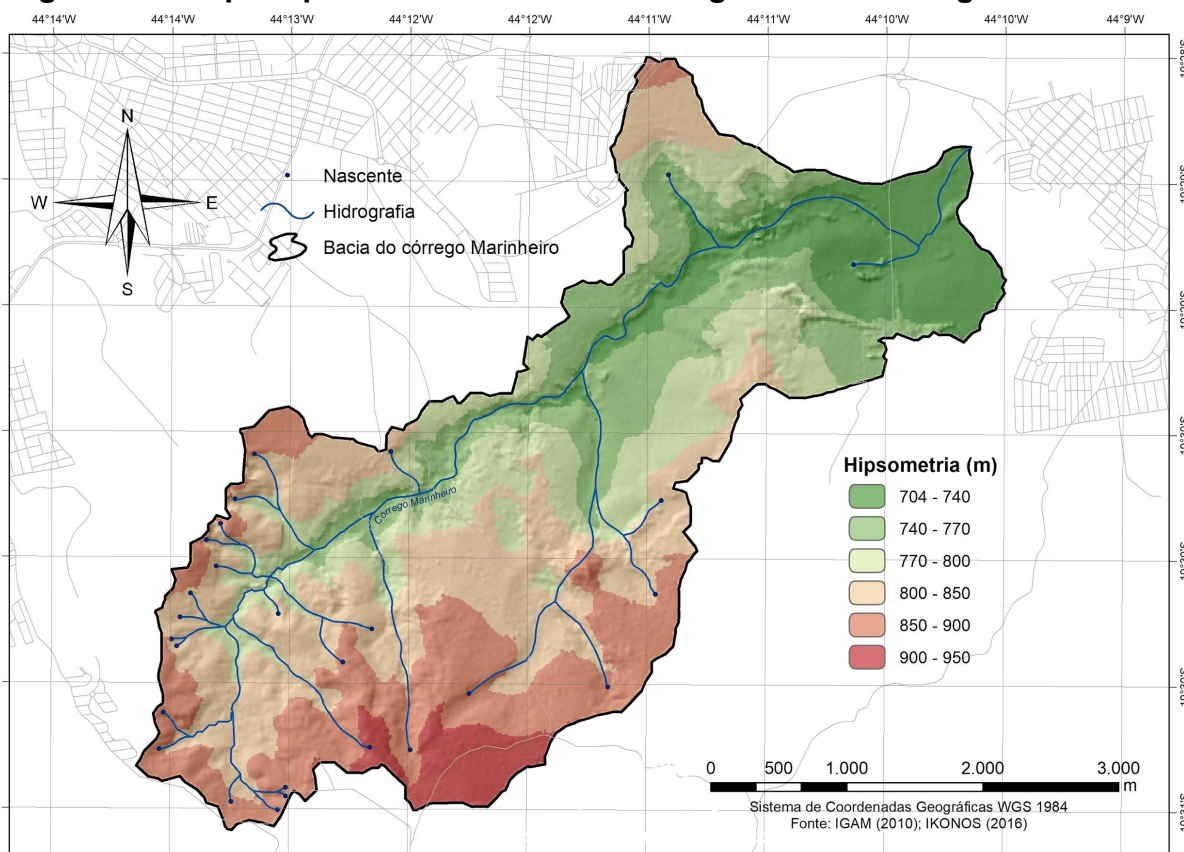 44°14'W 44°14'W 44°13'W 44°12'W 44°12'W 44°11'W 44°11'W 44°10'W 44°10'W 44°9'W
N
W E
S
Nascente
Hidrografia
Bacia do córrego Marinheiro
Córrego Marinheiro
Hipsometria (m)
704 - 740
740 - 770
770 - 800
800 - 850
850 - 900
900 - 950
0 500 1.000 2.000 3.000
m
Sistema de Coordenadas Geográficas WGS 1984
Fonte: IGAM (2010); IKONOS (2016)